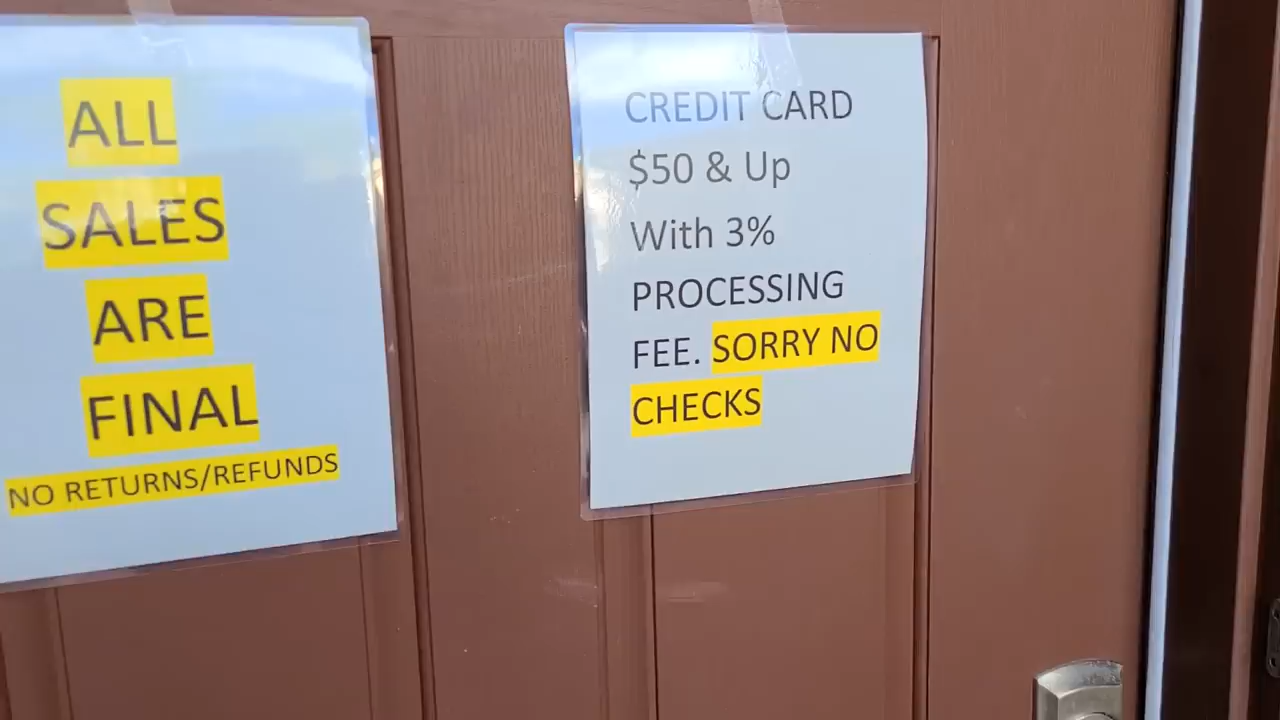 ALL
SALES
ARE
FINAL
NO RETURNS/REFUNDS
CREDIT CARD
$50 & Up
With 3%
PROCESSING
FEE. SORRY NO
CHECKS